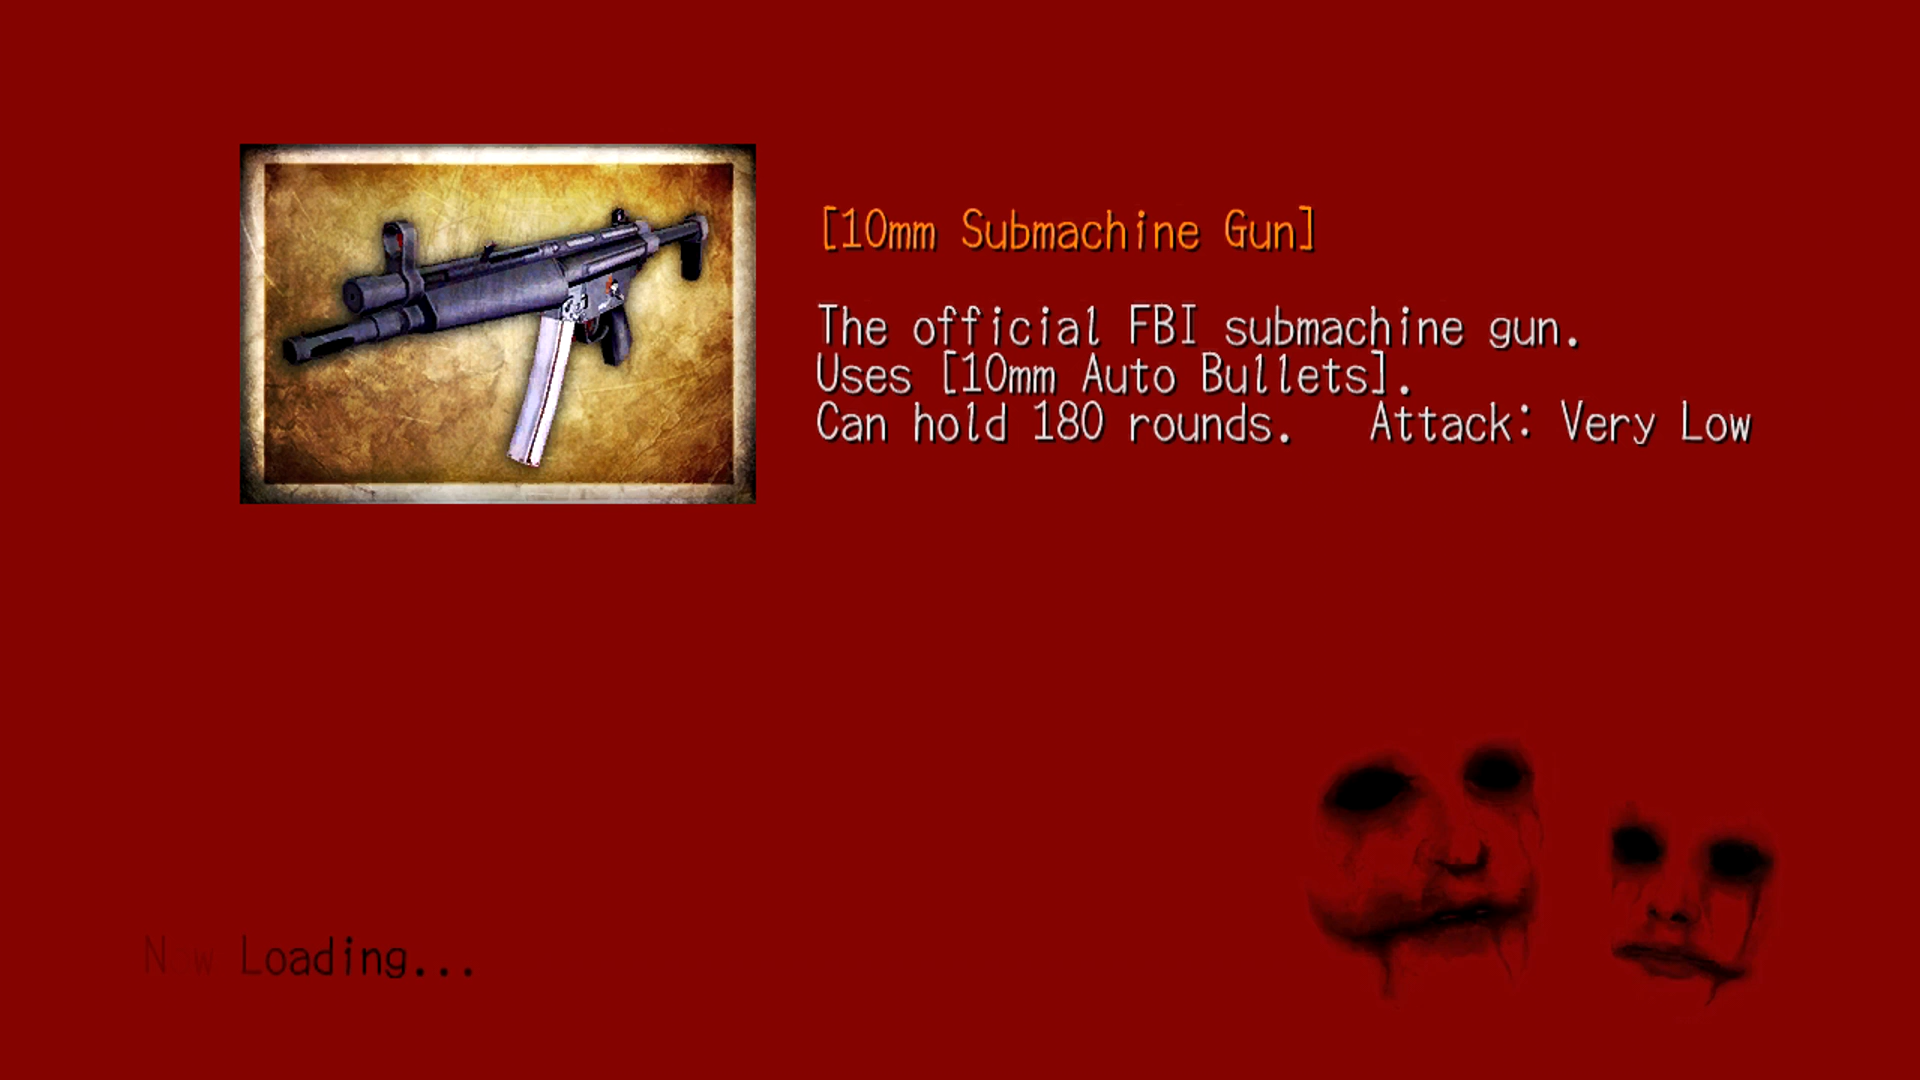 [10mm Submachine Gun]
The official FBI submachine gun.
Uses [10mm Auto Bullets].
Can hold 180 rounds.   Attack: Very Low
Now Loading...